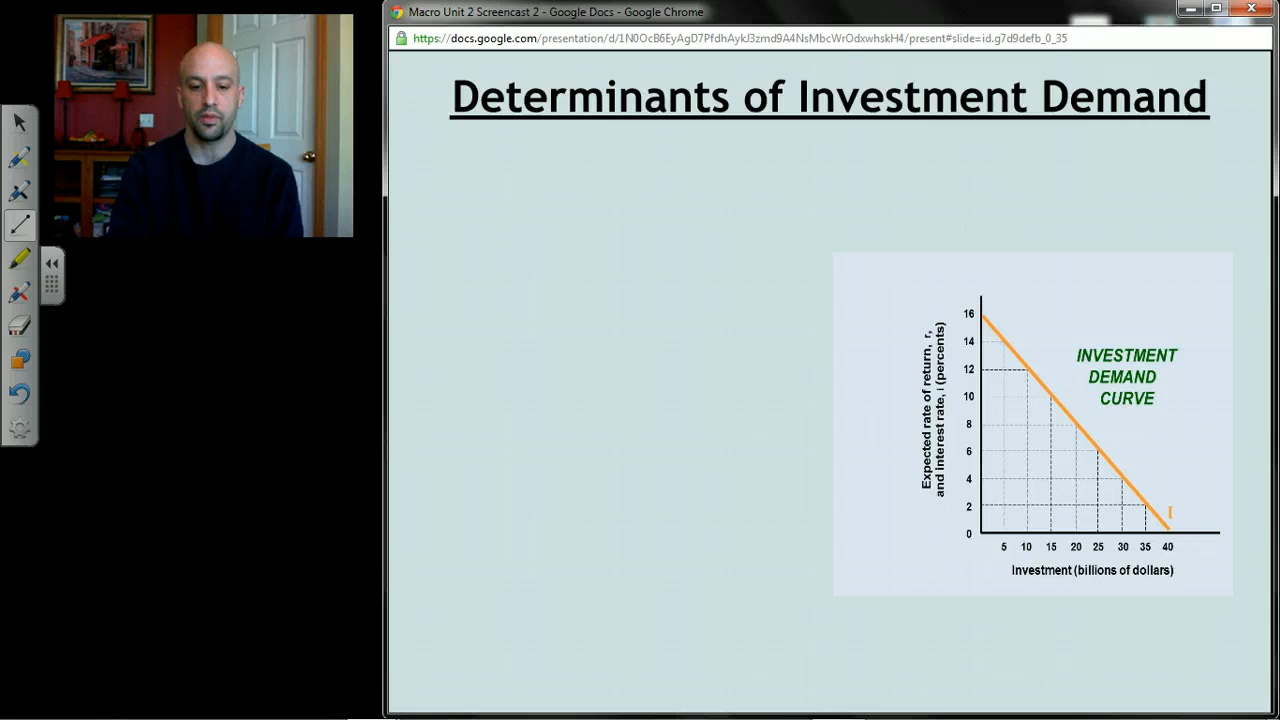 Macro Unit 2 Screencast 2 - Google Docs - Google Chrome
https://docs.google.com/presentation/d/1N0OcB6EyAgD7PfdhAykJ3zmd9A4NsMbcWrOdxwhskH4/present#slide=id.g7d9defb_0_35
Determinants of Investment Demand
Expected rate of return, r,
and interest rate, i (percents)
16
14
12
10
8
6
4
2
0
INVESTMENT
DEMAND
CURVE
I
5 10 15 20 25 30 35 40
Investment (billions of dollars)